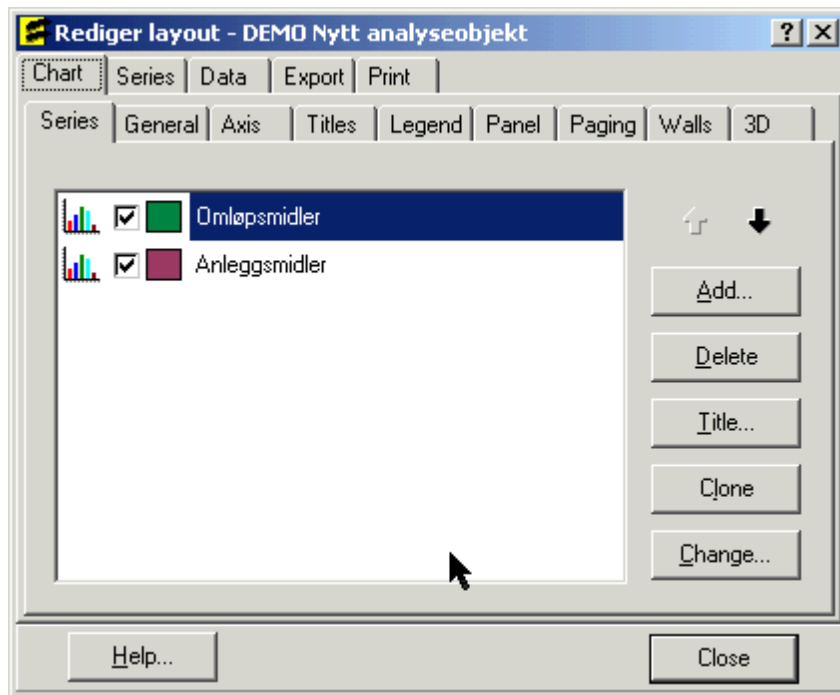 Rediger layout - DEMO Nytt analyseobjekt
Chart Series Data Export Print
Series General Axis Titles Legend Panel Paging Walls 3D
Omløpsmidler
Anleggsmidler
Add...
Delete
Title...
Clone
Change...
Help... Close